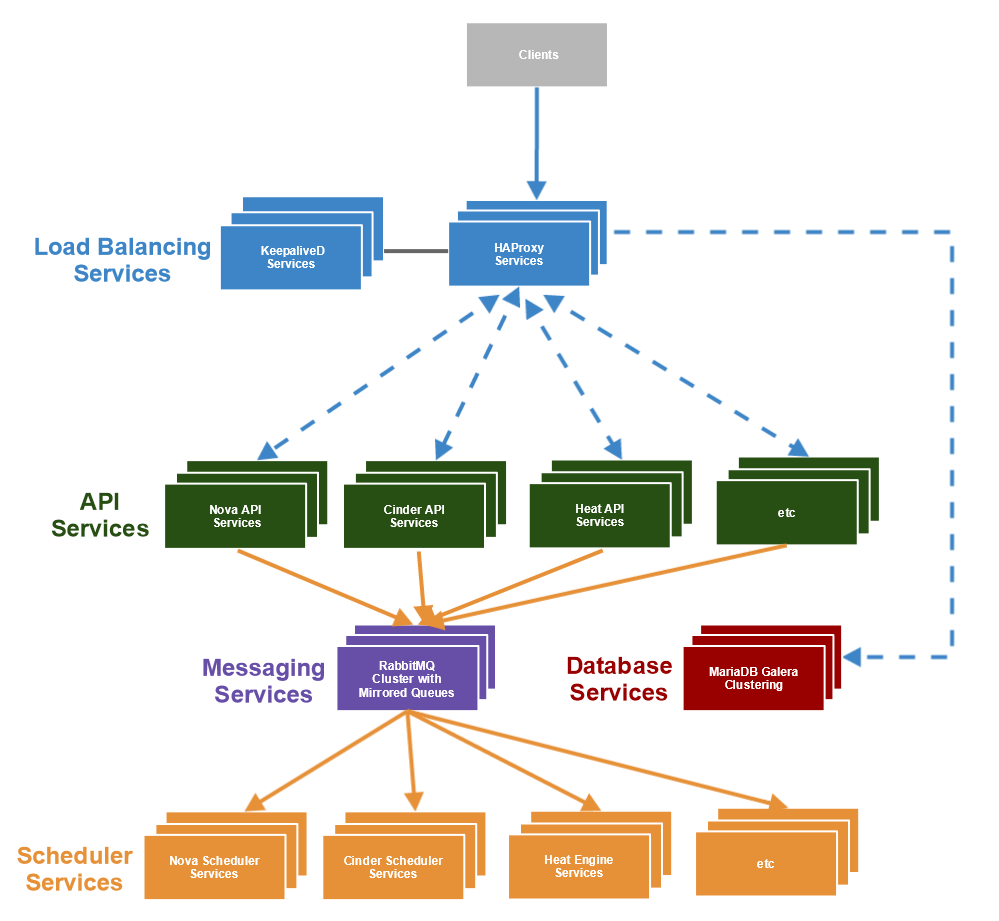 Clients
Load Balancing
Services
KeepaliveD
Services
HAProxy
Services
API
Services
Nova API
Services
Cinder API
Services
Heat API
Services
etc
Messaging
Services
RabbitMQ
Cluster with
Mirrored Queues
Database
Services
MariaDB Galera
Clustering
Scheduler
Services
Nova Scheduler
Services
Cinder Scheduler
Services
Heat Engine
Services
etc